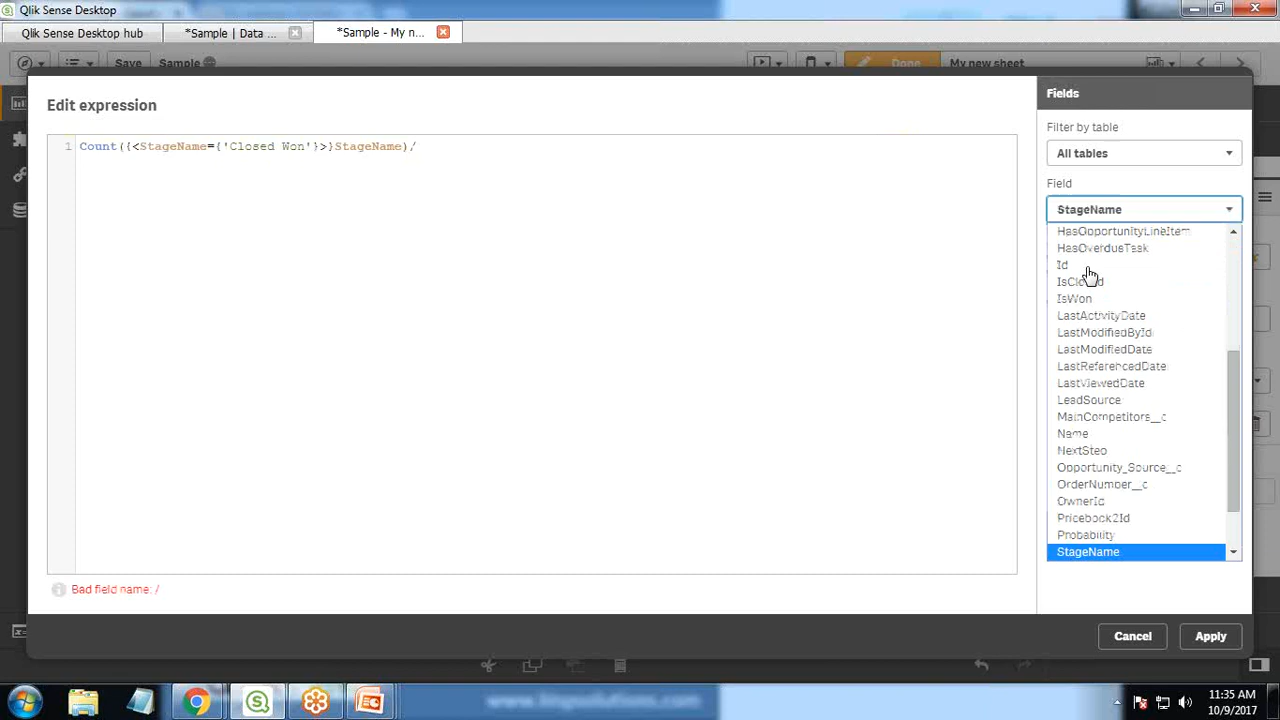 Qlik Sense Desktop
Qlik Sense Desktop hub
*Sample | Data ...
*Sample - My n...
Save
Sample
Done
My new sheet
Edit expression
1 Count({<StageName={'Closed Won'}>}StageName)/
Bad field name: /
Fields
Filter by table
All tables
Field
StageName
HasOpportunityLineItem
HasOverdueTask
Id
IsClosed
IsWon
LastActivityDate
LastModifiedById
LastModifiedDate
LastReferencedDate
LastViewedDate
LeadSource
MainCompetitors__c
Name
NextStep
Opportunity_Source__c
OrderNumber__c
OwnerId
Pricebook2Id
Probability
StageName
Cancel
Apply
11:35 AM
10/9/2017